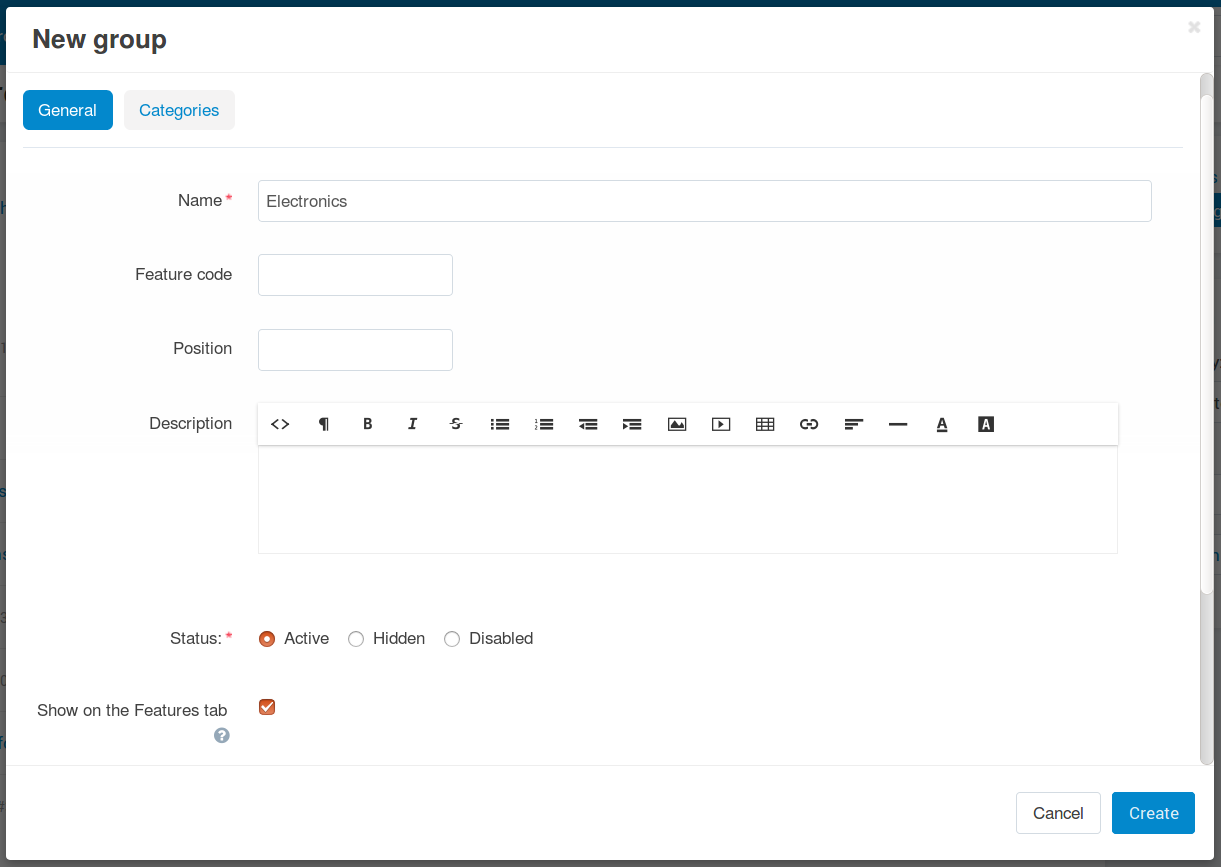 New group
General Categories
Name *
Electronics
Feature code
Position
Description
Status: * Active Hidden Disabled
Show on the Features tab
Cancel Create